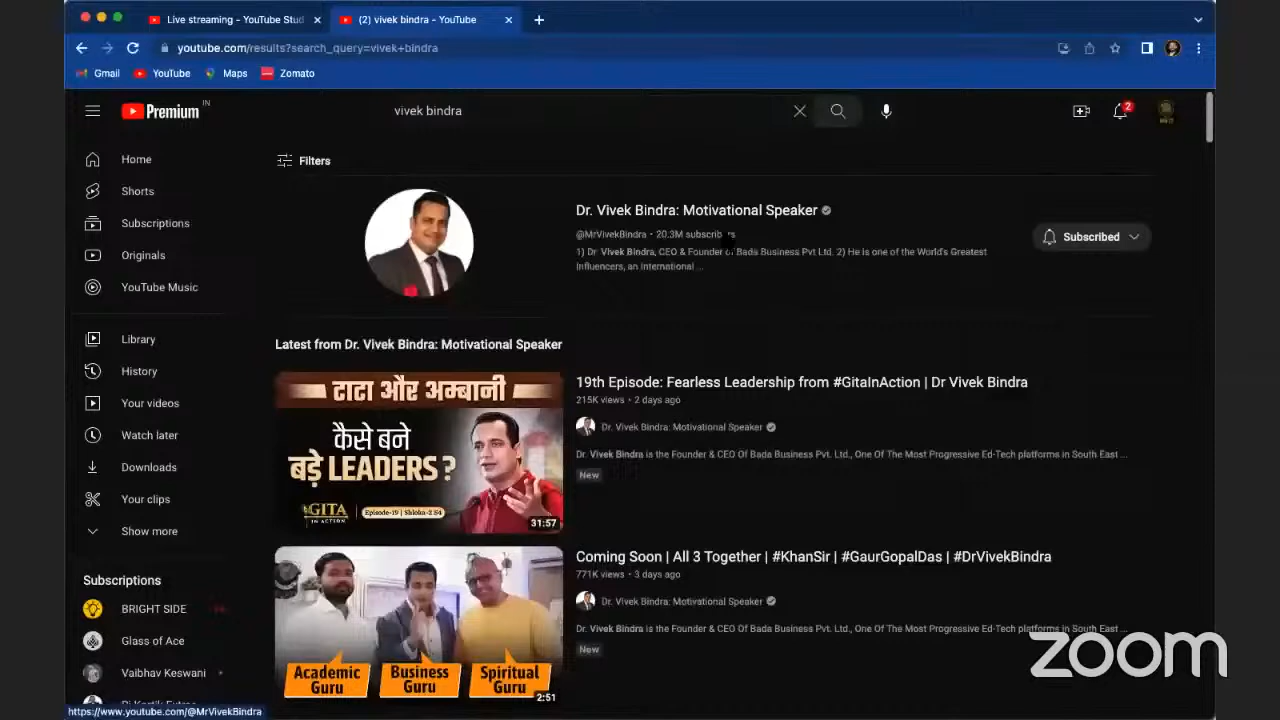 Live streaming - YouTube Stud
(2) vivek bindra - YouTube
youtube.com/results?search_query=vivek+bindra
Gmail
YouTube
Maps
Zomato
Premium IN
vivek bindra
2
Home
Shorts
Subscriptions
Originals
YouTube Music
Library
History
Your videos
Watch later
Downloads
Your clips
Show more
Subscriptions
BRIGHT SIDE
Glass of Ace
Vaibhav Keswani
Filters
Dr. Vivek Bindra: Motivational Speaker
@MrVivekBindra • 20.3M subscribers
1) Dr Vivek Bindra, CEO & Founder of Bada Business Pvt Ltd. 2) He is one of the World's Greatest
Influencers, an International ...
Subscribed
Latest from Dr. Vivek Bindra: Motivational Speaker
टाटा और अम्बानी
कैसे बने
बड़े LEADERS?
GITA
IN ACTION
Episode-19 | Shloka-2.54
31:57
19th Episode: Fearless Leadership from #GitaInAction | Dr Vivek Bindra
215K views • 2 days ago
Dr. Vivek Bindra: Motivational Speaker
Dr. Vivek Bindra is the Founder & CEO Of Bada Business Pvt. Ltd., One Of The Most Progressive Ed-Tech platforms in South East ...
New
Academic
Guru
Business
Guru
Spiritual
Guru
2:51
Coming Soon | All 3 Together | #KhanSir | #GaurGopalDas | #DrVivekBindra
771K views • 3 days ago
Dr. Vivek Bindra: Motivational Speaker
Dr. Vivek Bindra is the Founder & CEO Of Bada Business Pvt. Ltd., One Of The Most Progressive Ed-Tech platforms in South East ...
New
zoom
https://www.youtube.com/@MrVivekBindra